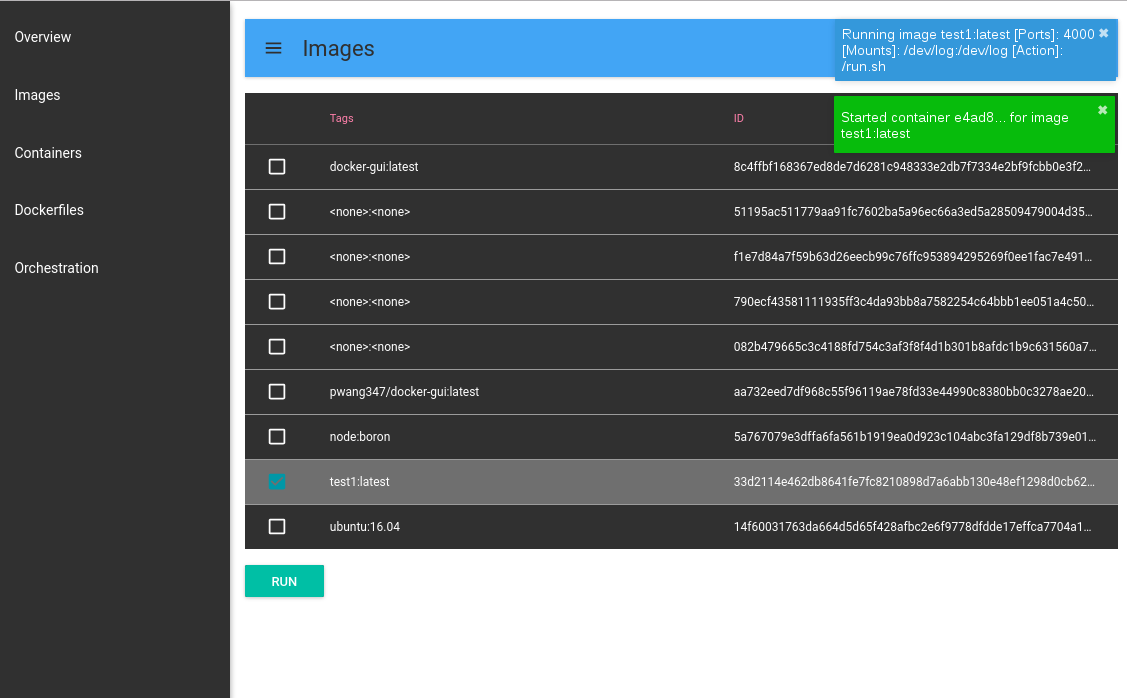 Overview
Images
Containers
Dockerfiles
Orchestration
Images
Running image test1:latest [Ports]: 4000
[Mounts]: /dev/log:/dev/log [Action]:
/run.sh
Started container e4ad8... for image
test1:latest
Tags ID
docker-gui:latest 8c4ffbf168367ed8de7d6281c948333e2db7f7334e2bf9fcbb0e3f2...
<none>:<none> 51195ac511779aa91fc7602ba5a96ec66a3ed5a28509479004d35...
<none>:<none> f1e7d84a7f59b63d26eecb99c76ffc953894295269f0ee1fac7e491...
<none>:<none> 790ecf43581111935ff3c4da93bb8a7582254c64bbb1ee051a4c50...
<none>:<none> 082b479665c3c4188fd754c3af3f8f4d1b301b8afdc1b9c631560a7...
pwang347/docker-gui:latest aa732eed7df968c55f96119ae78fd33e44990c8380bb0c3278ae20...
node:boron 5a767079e3dffa6fa561b1919ea0d923c104abc3fa129df8b739e01...
test1:latest 33d2114e462db8641fe7fc8210898d7a6abb130e48ef1298d0cb62...
ubuntu:16.04 14f60031763da664d5d65f428afbc2e6f9778dfdde17effca7704a1...
RUN